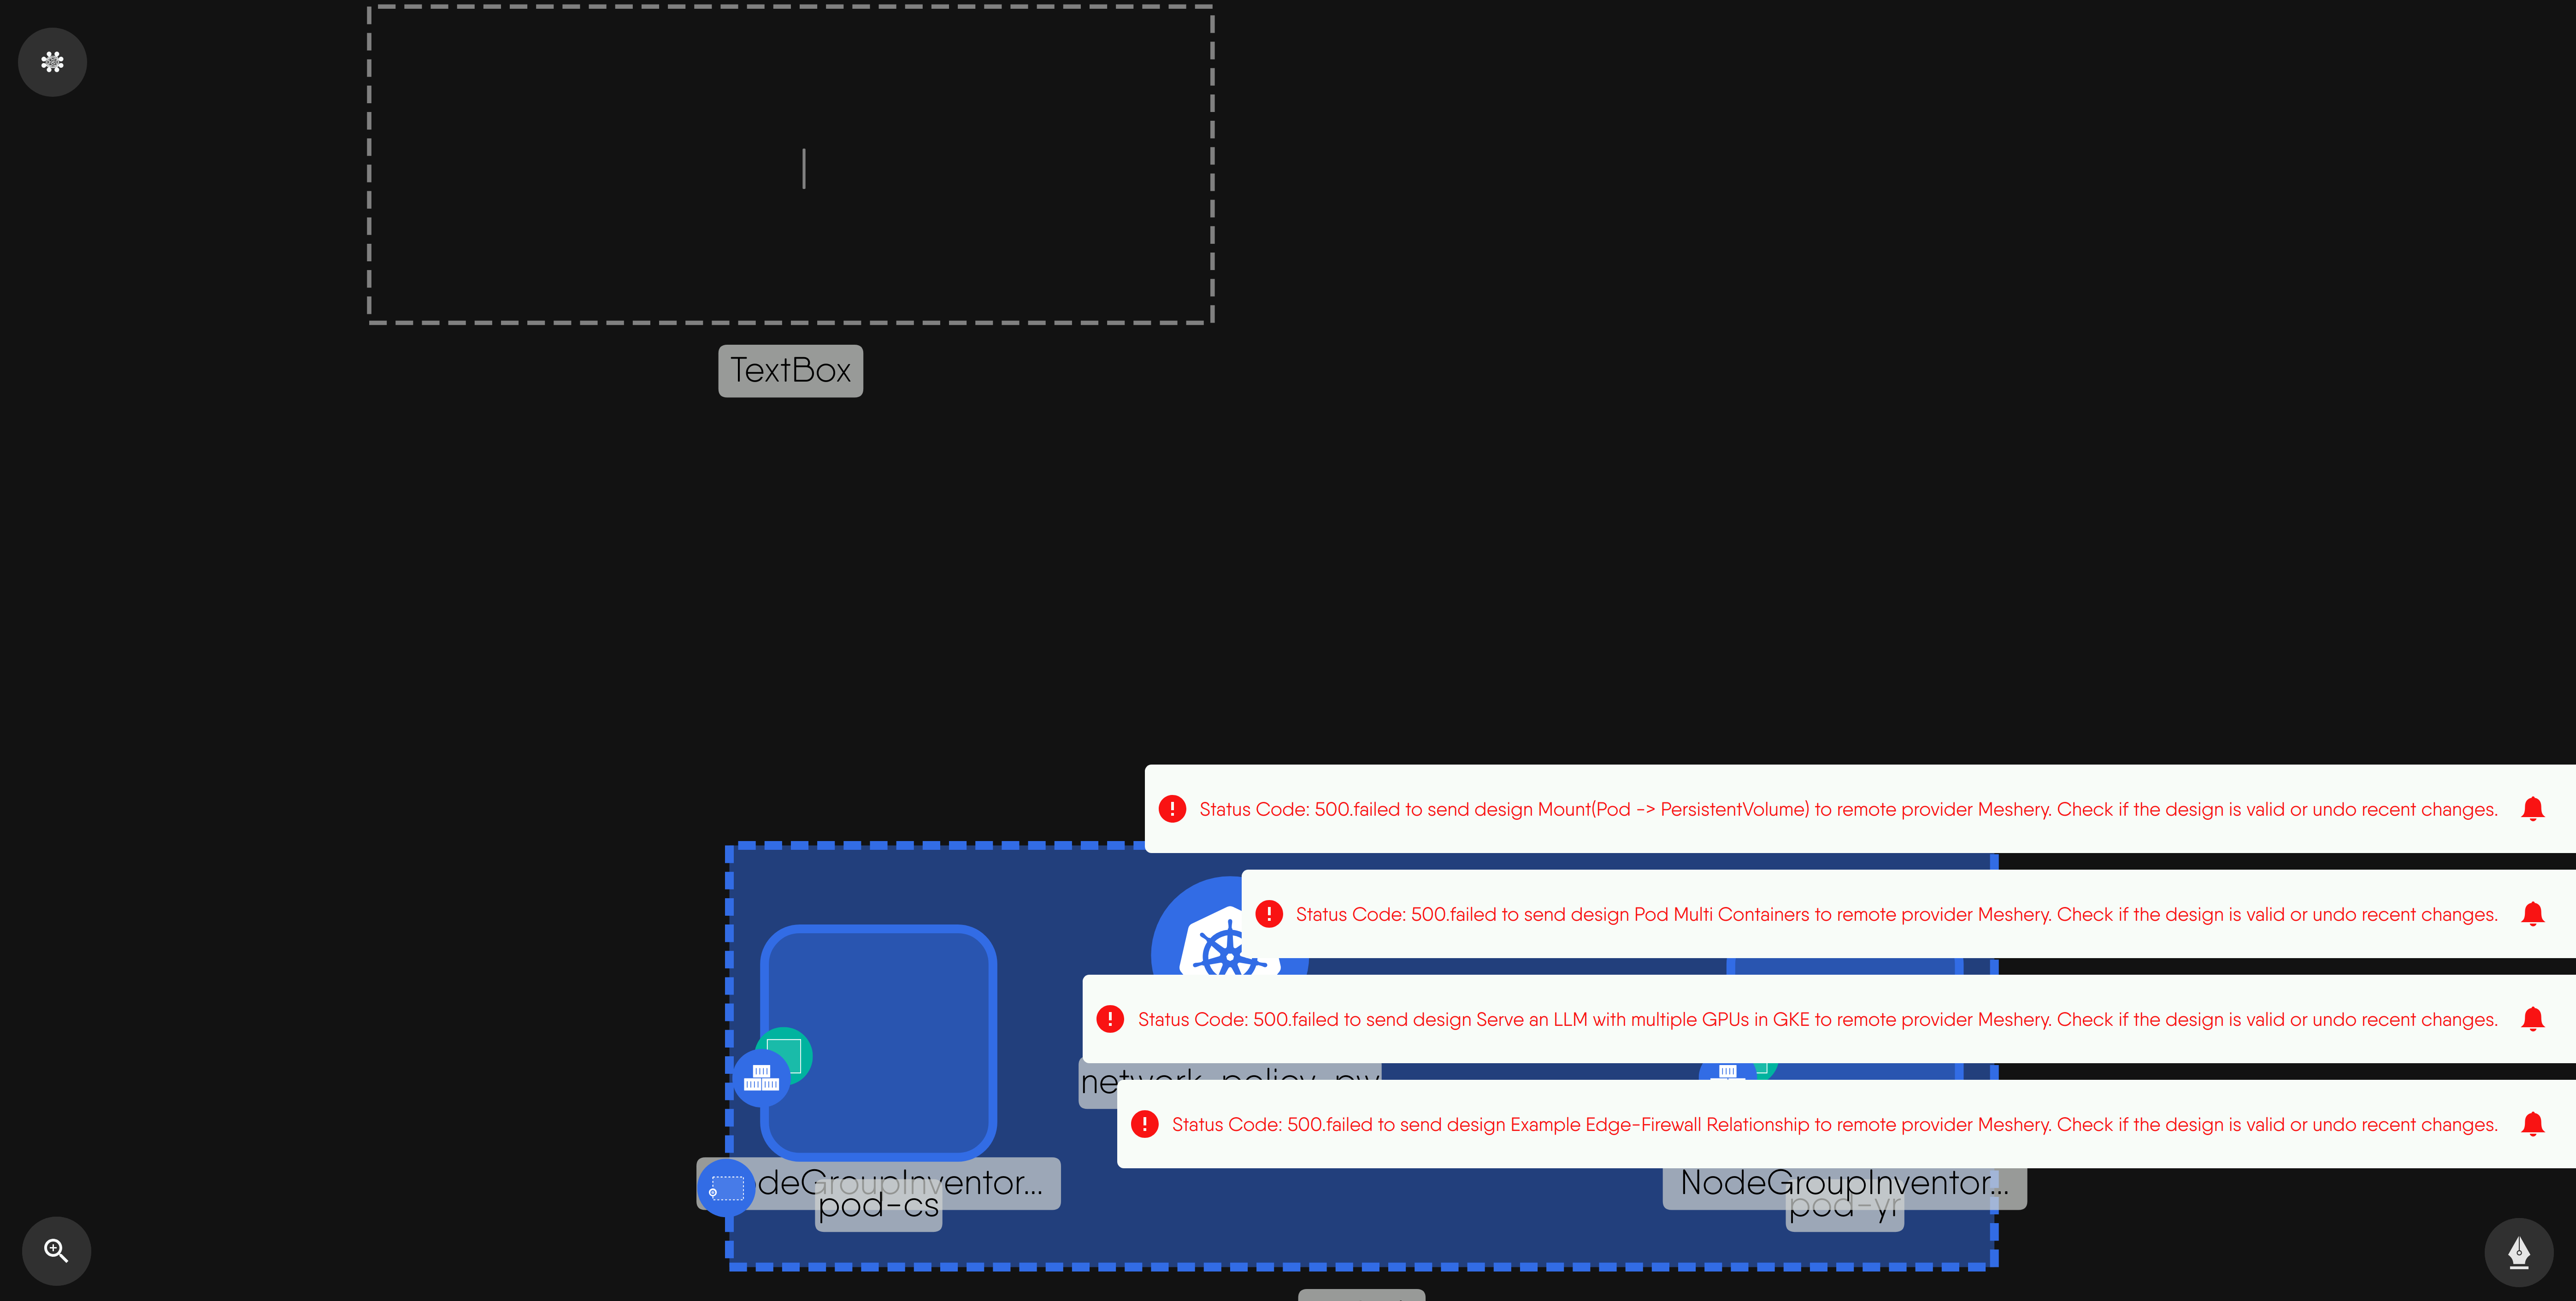 TextBox
Status Code: 500.failed to send design Mount(Pod -> PersistentVolume) to remote provider Meshery. Check if the design is valid or undo recent changes.
Status Code: 500.failed to send design Pod Multi Containers to remote provider Meshery. Check if the design is valid or undo recent changes.
Status Code: 500.failed to send design Serve an LLM with multiple GPUs in GKE to remote provider Meshery. Check if the design is valid or undo recent changes.
network_policy_pw
Status Code: 500.failed to send design Example Edge-Firewall Relationship to remote provider Meshery. Check if the design is valid or undo recent changes.
deGroupInventor...
NodeGroupInventor...
pod-cs
pod-yr